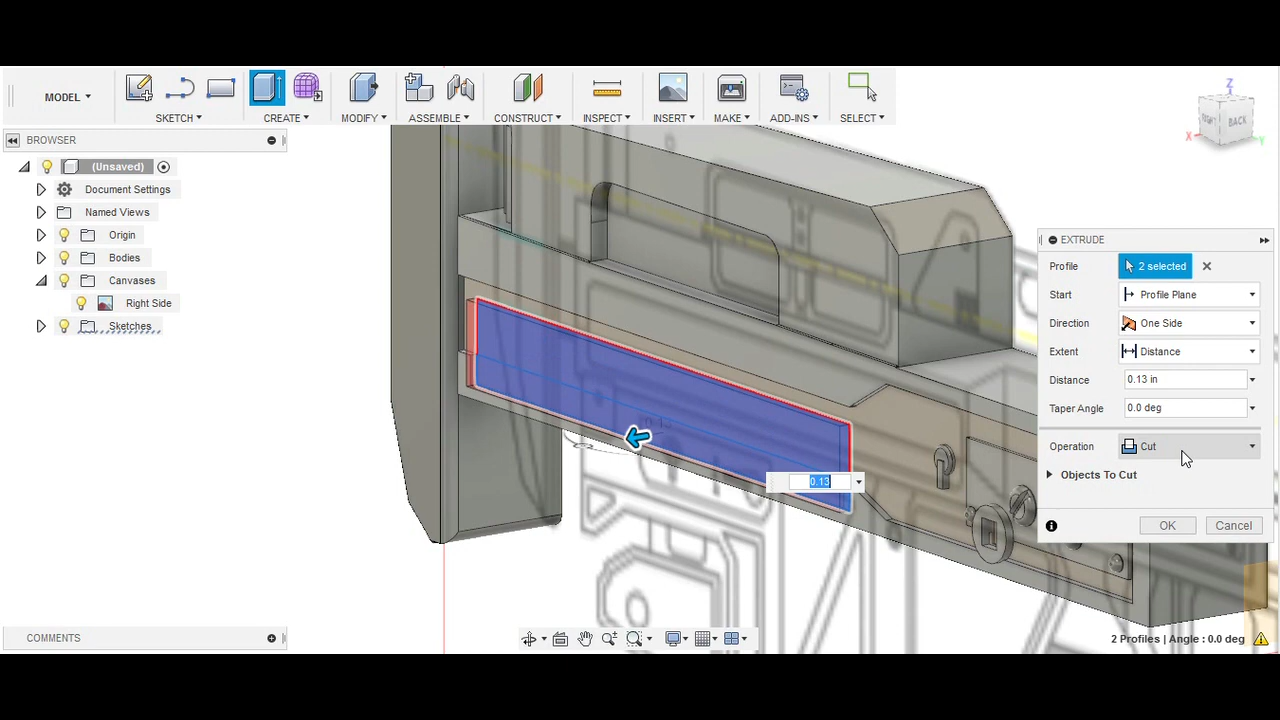 MODEL
SKETCH
CREATE
MODIFY
ASSEMBLE
CONSTRUCT
INSPECT
INSERT
MAKE
ADD-INS
SELECT
BROWSER
(Unsaved)
Document Settings
Named Views
Origin
Bodies
Canvases
Right Side
Sketches
Z
RIGHT
BACK
X
Y
EXTRUDE
Profile 2 selected
Start Profile Plane
Direction One Side
Extent Distance
Distance 0.13 in
Taper Angle 0.0 deg
Operation Cut
Objects To Cut
OK Cancel
0.13
COMMENTS
2 Profiles | Angle : 0.0 deg